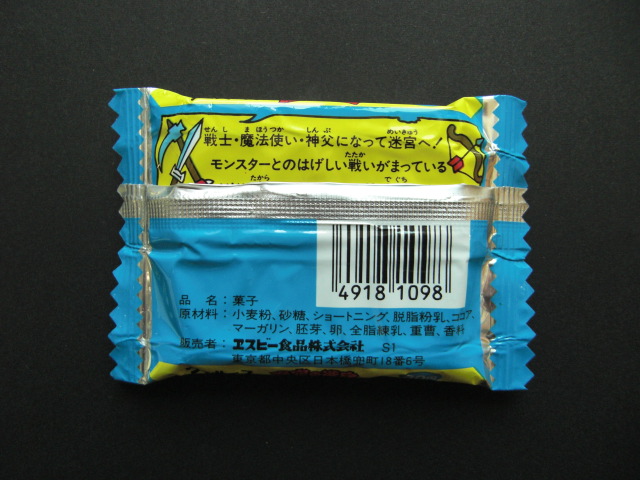 戦士・魔法使い・神父になって迷宮へ!
モンスターとのはげしい戦いがまっている
4918 1098
品 名:菓子
原材料:小麦粉、砂糖、ショートニング、脱脂粉乳、ココア、
マーガリン、胚芽、卵、全脂練乳、重曹、香料
販売者:ヱスビー食品株式会社 S1
東京都中央区日本橋兜町18番6号